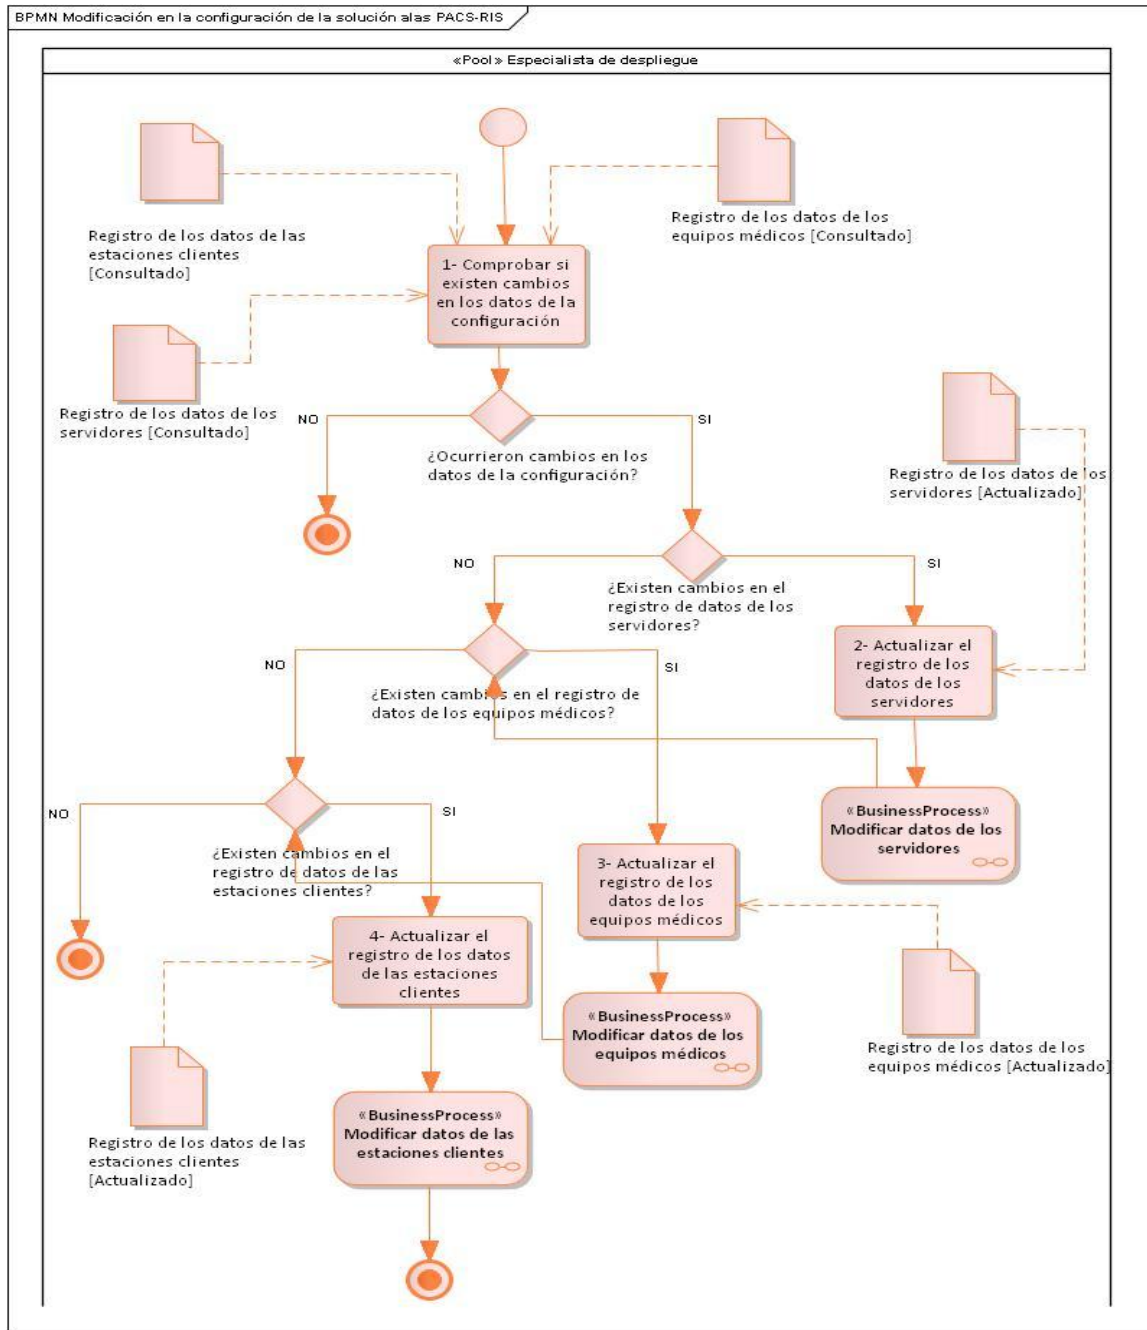 BPMN Modificación en la configuración de la solución alas PACS-RIS
«Pool» Especialista de despliegue
Registro de los datos de las
estaciones clientes
[Consultado]
Registro de los datos de los
equipos médicos [Consultado]
1- Comprobar si
existen cambios
en los datos de la
configuración
Registro de los datos de los
servidores [Consultado]
NO
SI
¿Ocurrieron cambios en los
datos de la configuración?
Registro de los datos de los
servidores [Actualizado]
NO
SI
¿Existen cambios en el
registro de datos de los
servidores?
2- Actualizar el
registro de los
datos de los
servidores
NO
SI
¿Existen cambios en el registro de
datos de los equipos médicos?
«BusinessProcess»
Modificar datos de los
servidores
NO
SI
¿Existen cambios en el
registro de datos de las
estaciones clientes?
3- Actualizar el
registro de los
datos de los
equipos médicos
4- Actualizar el
registro de los datos
de las estaciones
clientes
«BusinessProcess»
Modificar datos de los
equipos médicos
Registro de los datos de los
equipos médicos [Actualizado]
«BusinessProcess»
Modificar datos de las
estaciones clientes
Registro de los datos de las
estaciones clientes
[Actualizado]